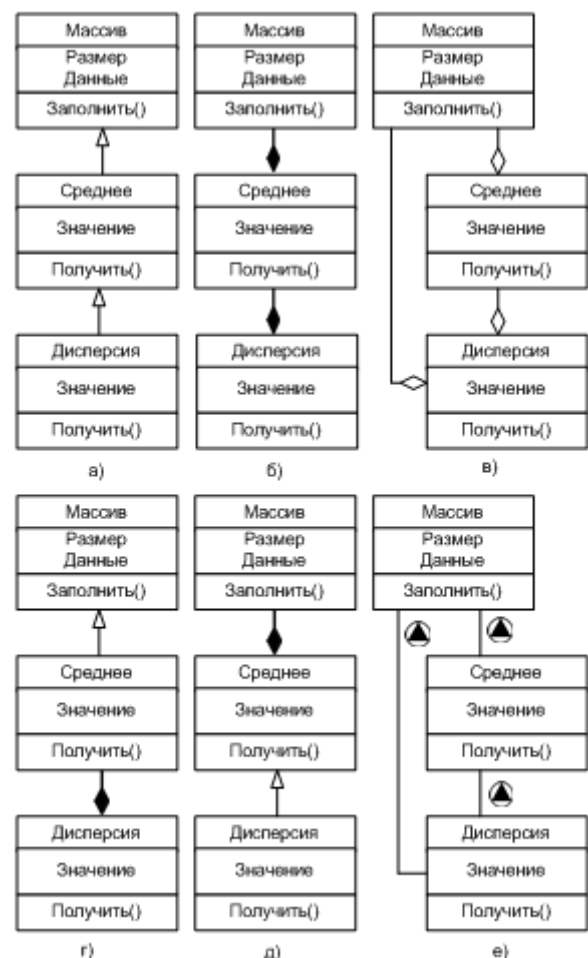 Массив
Размер
Данные
Заполнить()
Среднее
Значение
Получить()
Дисперсия
Значение
Получить()
а)
Массив
Размер
Данные
Заполнить()
Среднее
Значение
Получить()
Дисперсия
Значение
Получить()
б)
Массив
Размер
Данные
Заполнить()
Среднее
Значение
Получить()
Дисперсия
Значение
Получить()
в)
Массив
Размер
Данные
Заполнить()
Среднее
Значение
Получить()
Дисперсия
Значение
Получить()
г)
Массив
Размер
Данные
Заполнить()
Среднее
Значение
Получить()
Дисперсия
Значение
Получить()
д)
Массив
Размер
Данные
Заполнить()
Среднее
Значение
Получить()
Дисперсия
Значение
Получить()
е)